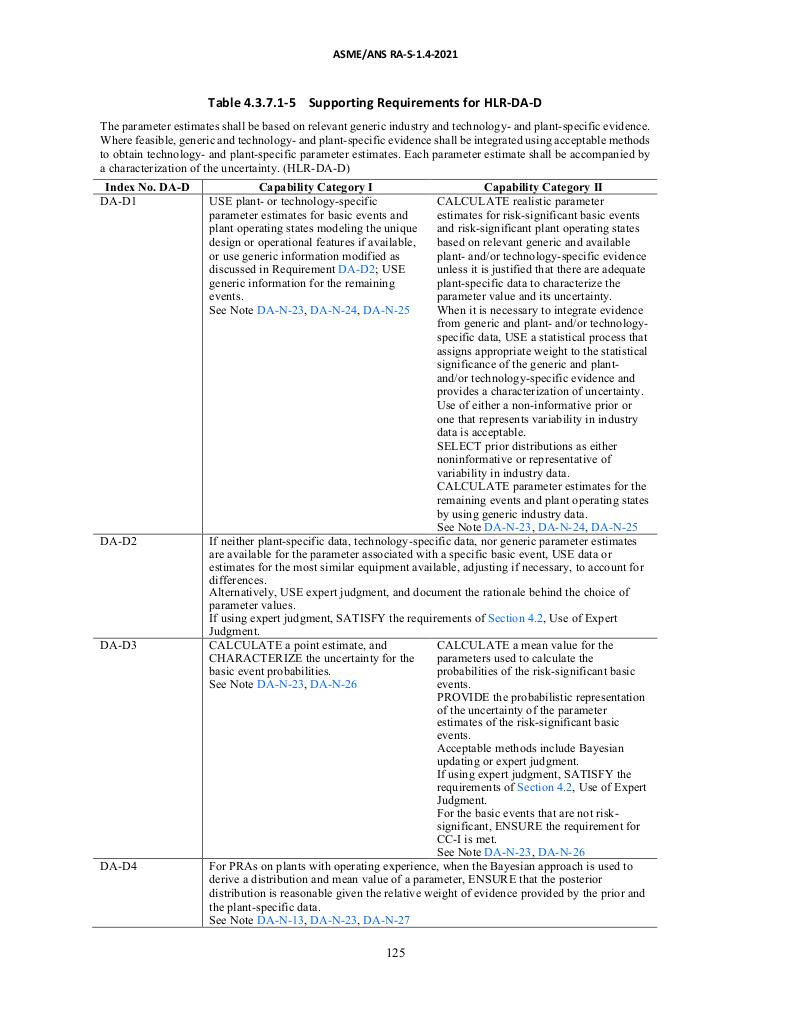 ASME/ANS RA-S-1.4-2021
Table 4.3.7.1-5 Supporting Requirements for HLR-DA-D
The parameter estimates shall be based on relevant generic industry and technology- and plant-specific evidence.
Where feasible, generic and technology- and plant-specific evidence shall be integrated using acceptable methods
to obtain technology- and plant-specific parameter estimates. Each parameter estimate shall be accompanied by
a characterization of the uncertainty. (HLR-DA-D)
Index No. DA-D
Capability Category I
Capability Category II
DA-D1
USE plant- or technology-specific
parameter estimates for basic events and
plant operating states modeling the unique
design or operational features if available,
or use generic information modified as
discussed in Requirement DA-D2; USE
generic information for the remaining
events.
See Note DA-N-23, DA-N-24, DA-N-25
CALCULATE realistic parameter
estimates for risk-significant basic events
and risk-significant plant operating states
based on relevant generic and available
plant- and/or technology-specific evidence
unless it is justified that there are adequate
plant-specific data to characterize the
parameter value and its uncertainty.
When it is necessary to integrate evidence
from generic and plant- and/or technology-
specific data, USE a statistical process that
assigns appropriate weight to the statistical
significance of the generic and plant-
and/or technology-specific evidence and
provides a characterization of uncertainty.
Use of either a non-informative prior or
one that represents variability in industry
data is acceptable.
SELECT prior distributions as either
noninformative or representative of
variability in industry data.
CALCULATE parameter estimates for the
remaining events and plant operating states
by using generic industry data.
See Note DA-N-23, DA-N-24, DA-N-25
DA-D2
If neither plant-specific data, technology-specific data, nor generic parameter estimates
are available for the parameter associated with a specific basic event, USE data or
estimates for the most similar equipment available, adjusting if necessary, to account for
differences.
Alternatively, USE expert judgment, and document the rationale behind the choice of
parameter values.
If using expert judgment, SATISFY the requirements of Section 4.2, Use of Expert
Judgment.
DA-D3
CALCULATE a point estimate, and
CHARACTERIZE the uncertainty for the
basic event probabilities.
See Note DA-N-23, DA-N-26
CALCULATE a mean value for the
parameters used to calculate the
probabilities of the risk-significant basic
events.
PROVIDE the probabilistic representation
of the uncertainty of the parameter
estimates of the risk-significant basic
events.
Acceptable methods include Bayesian
updating or expert judgment.
If using expert judgment, SATISFY the
requirements of Section 4.2, Use of Expert
Judgment.
For the basic events that are not risk-
significant, ENSURE the requirement for
CC-I is met.
See Note DA-N-23, DA-N-26
DA-D4
For PRAs on plants with operating experience, when the Bayesian approach is used to
derive a distribution and mean value of a parameter, ENSURE that the posterior
distribution is reasonable given the relative weight of evidence provided by the prior and
the plant-specific data.
See Note DA-N-13, DA-N-23, DA-N-27
125